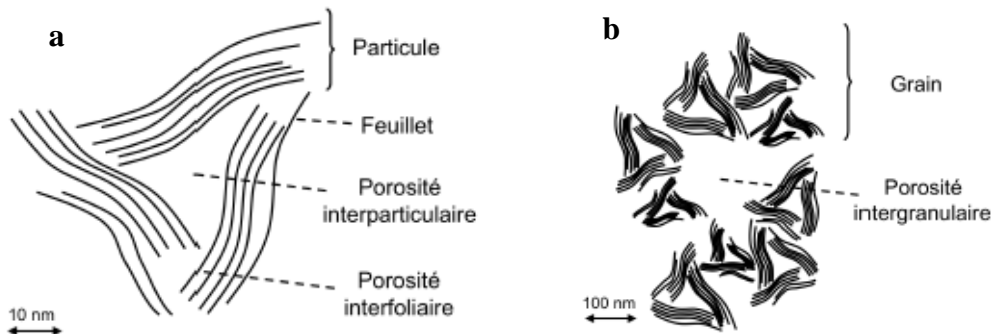 a
Particule
Feuillet
Porosité
interparticulaire
Porosité
interfoliaire
10 nm
b
Grain
Porosité
intergranulaire
100 nm